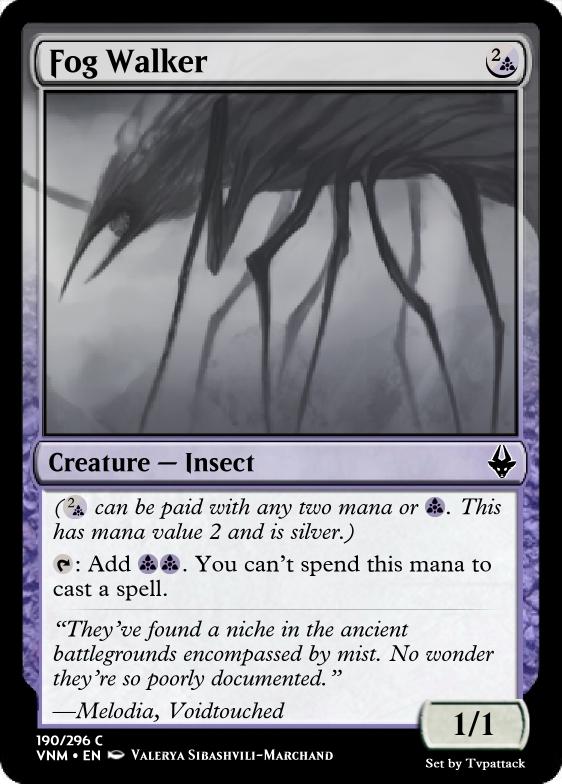 Fog Walker
2
(2 can be paid with any two mana or . This
has mana value 2 and is silver.)
: Add . You can't spend this mana to
cast a spell.
"They've found a niche in the ancient
battlegrounds encompassed by mist. No wonder
they're so poorly documented."
—Melodia, Voidtouched
Creature — Insect
1/1
190/296 C
VNM • EN Valerya Sibashvili-Marchand
Set by Tvpattack